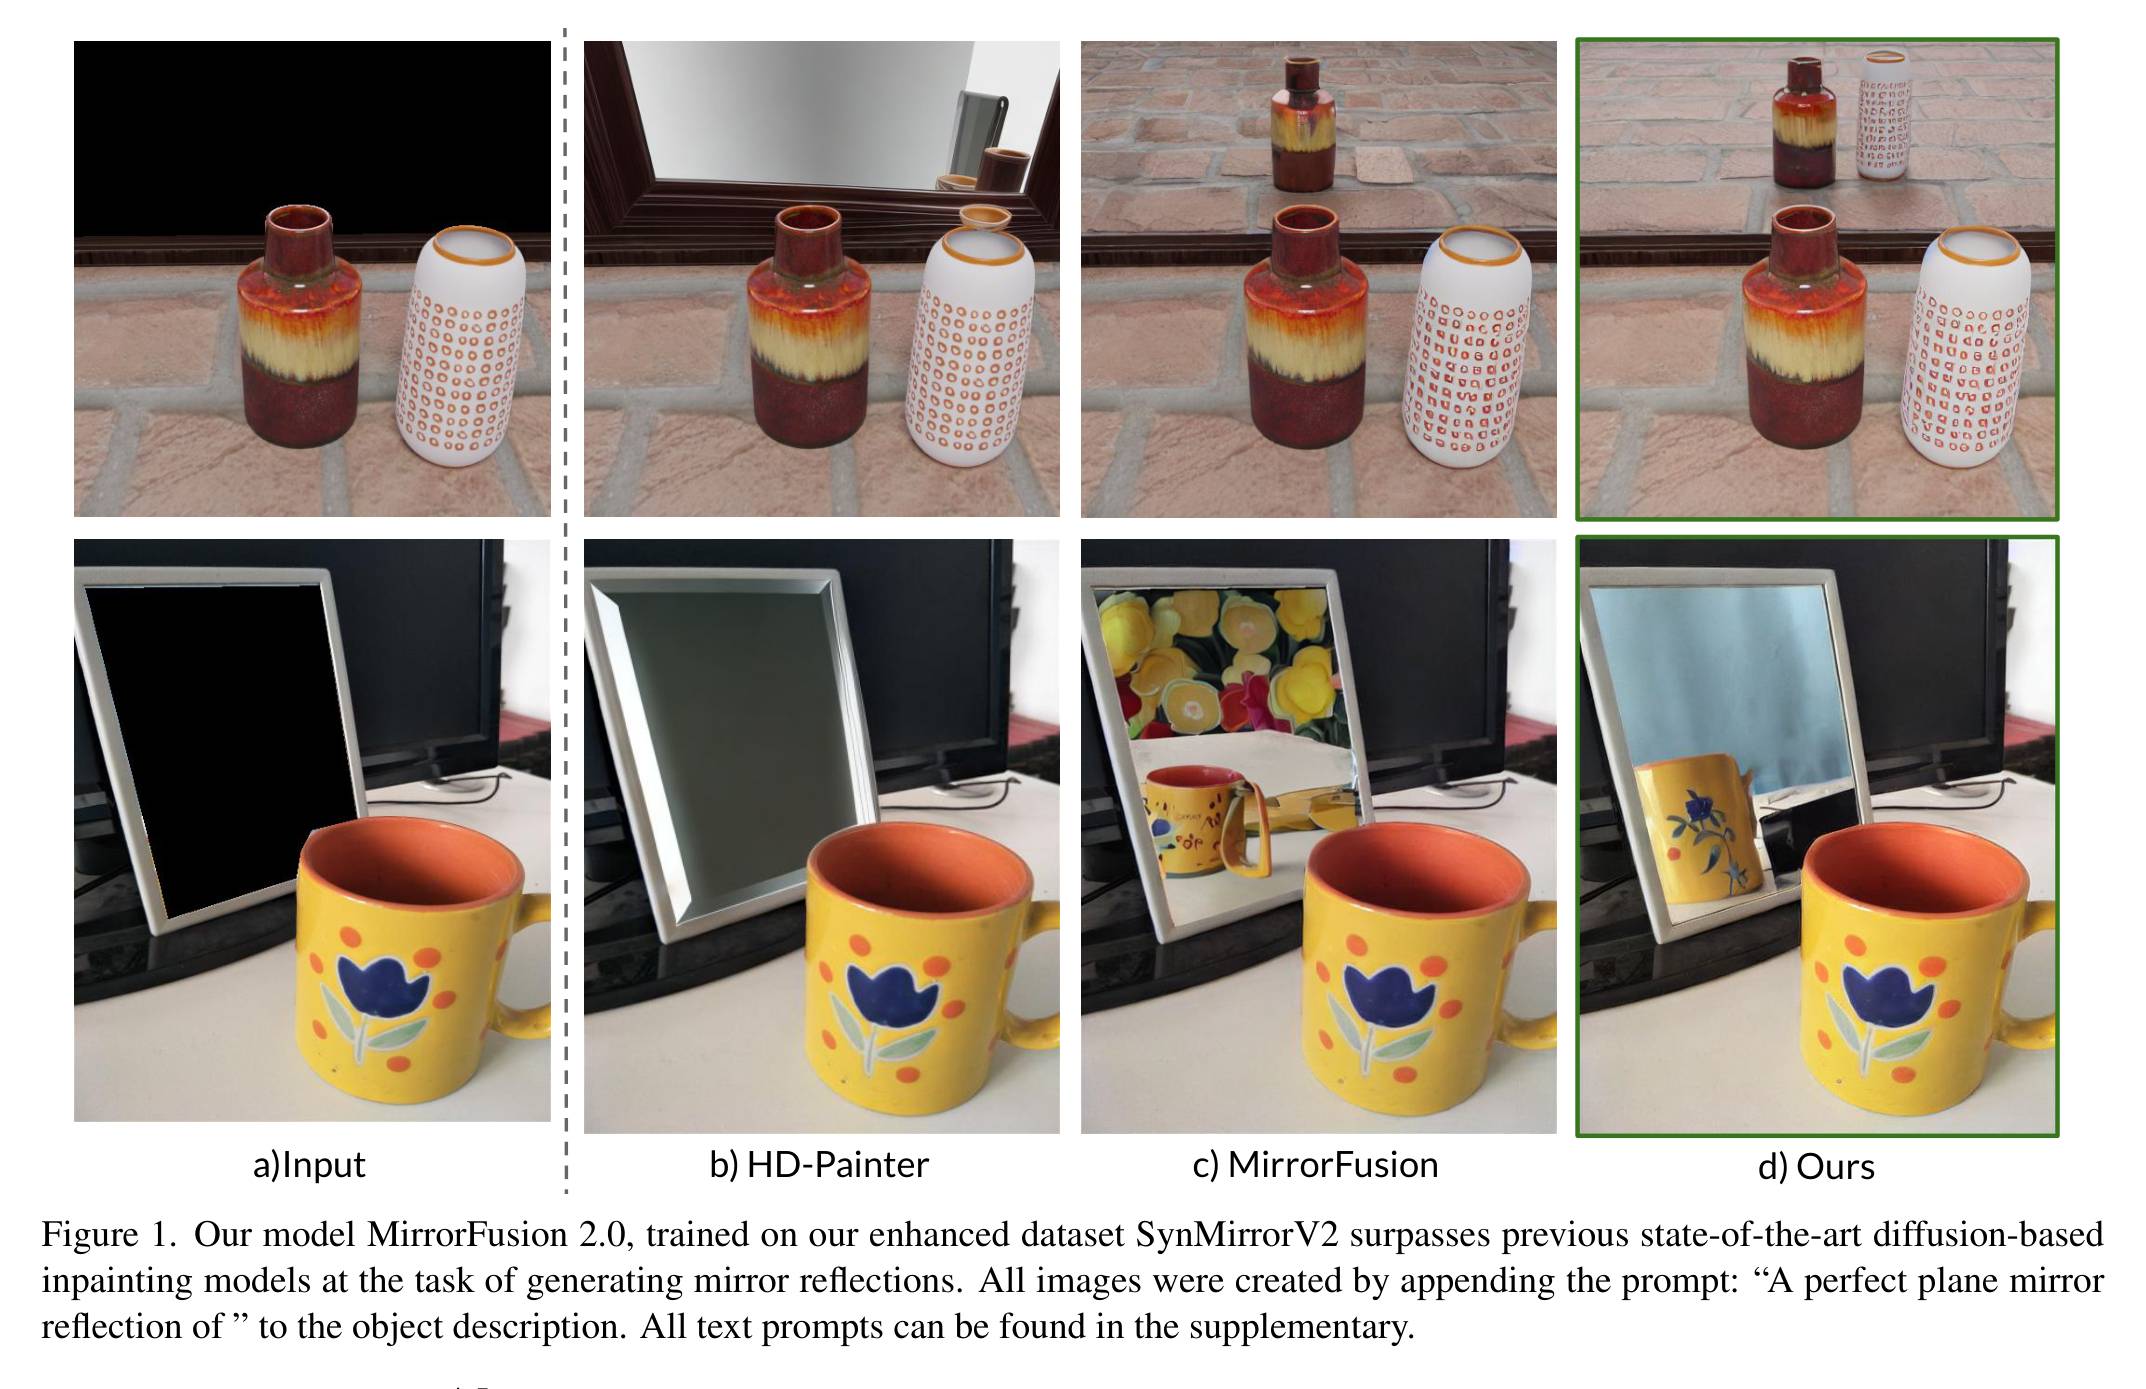 a)Input
b) HD-Painter
c) MirrorFusion
d) Ours
Figure 1. Our model MirrorFusion 2.0, trained on our enhanced dataset SynMirrorV2 surpasses previous state-of-the-art diffusion-based
inpainting models at the task of generating mirror reflections. All images were created by appending the prompt: “A perfect plane mirror
reflection of ” to the object description. All text prompts can be found in the supplementary.